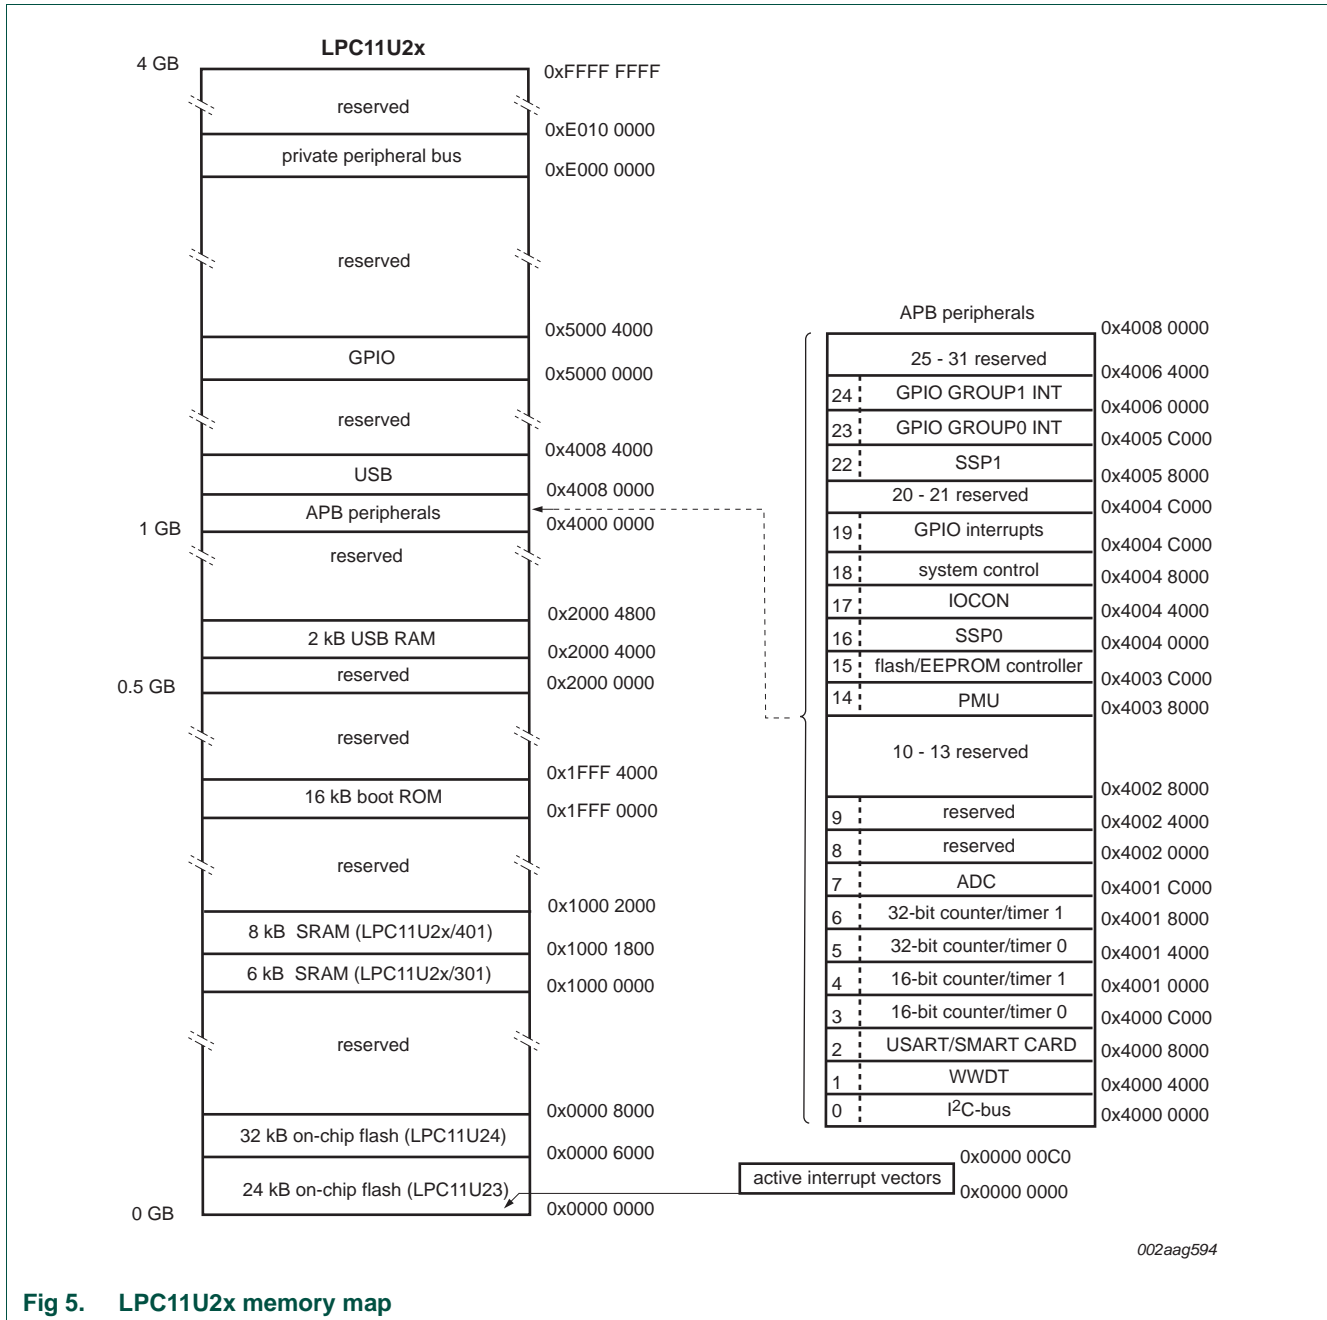 LPC11U2x
4 GB
0xFFFF FFFF
reserved
0xE010 0000
private peripheral bus
0xE000 0000
reserved
0x5000 4000
GPIO
0x5000 0000
reserved
0x4008 4000
USB
0x4008 0000
APB peripherals
1 GB
0x4000 0000
reserved
0x2000 4800
2 kB USB RAM
0x2000 4000
reserved
0.5 GB
0x2000 0000
reserved
0x1FFF 4000
16 kB boot ROM
0x1FFF 0000
reserved
0x1000 2000
8 kB SRAM (LPC11U2x/401)
0x1000 1800
6 kB SRAM (LPC11U2x/301)
0x1000 0000
reserved
0x0000 8000
32 kB on-chip flash (LPC11U24)
0x0000 6000
24 kB on-chip flash (LPC11U23)
0 GB
0x0000 0000
APB peripherals
0x4008 0000
25 - 31 reserved
0x4006 4000
24 GPIO GROUP1 INT
0x4006 0000
23 GPIO GROUP0 INT
0x4005 C000
22 SSP1
0x4005 8000
20 - 21 reserved
0x4004 C000
19 GPIO interrupts
0x4004 C000
18 system control
0x4004 8000
17 IOCON
0x4004 4000
16 SSP0
0x4004 0000
15 flash/EEPROM controller
0x4003 C000
14 PMU
0x4003 8000
10 - 13 reserved
0x4002 8000
9 reserved
0x4002 4000
8 reserved
0x4002 0000
7 ADC
0x4001 C000
6 32-bit counter/timer 1
0x4001 8000
5 32-bit counter/timer 0
0x4001 4000
4 16-bit counter/timer 1
0x4001 0000
3 16-bit counter/timer 0
0x4000 C000
2 USART/SMART CARD
0x4000 8000
1 WWDT
0x4000 4000
0 I2C-bus
0x4000 0000
0x0000 00C0
active interrupt vectors
0x0000 0000
002aag594
Fig 5. LPC11U2x memory map